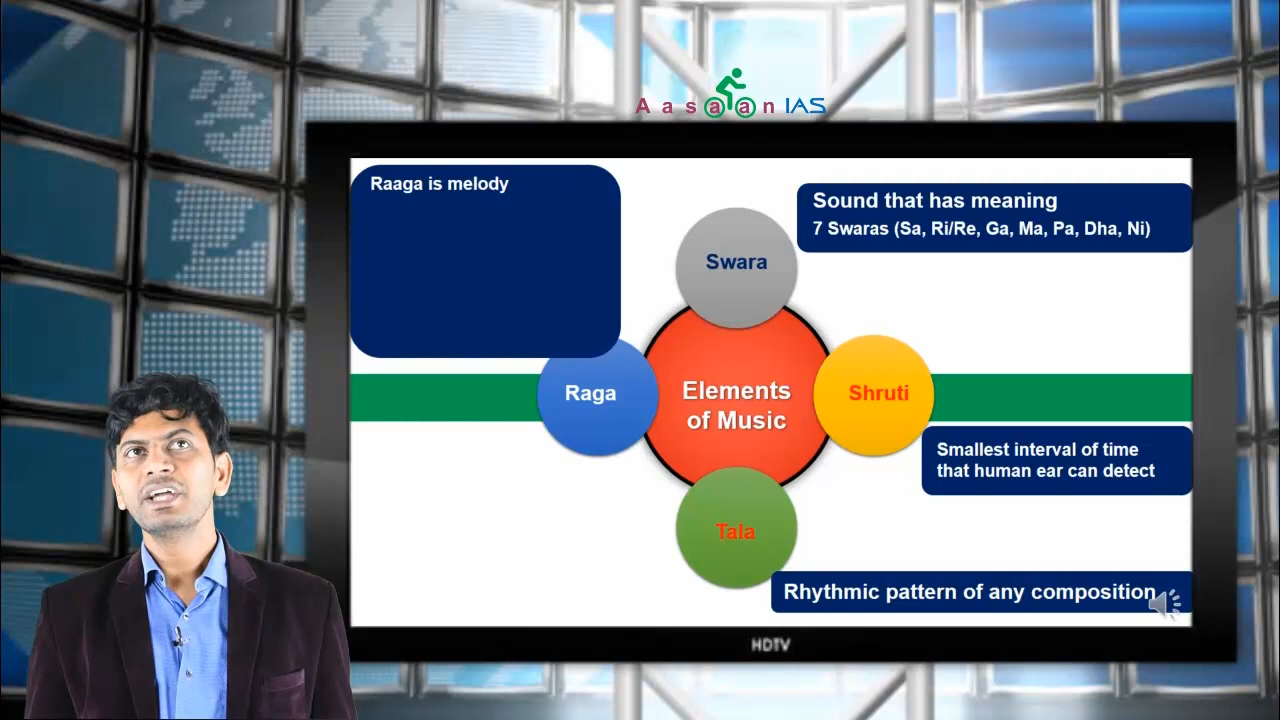 Aasaan IAS
Raaga is melody
Sound that has meaning
7 Swaras (Sa, Ri/Re, Ga, Ma, Pa, Dha, Ni)
Swara
Raga
Elements
of Music
Shruti
Smallest interval of time
that human ear can detect
Tala
Rhythmic pattern of any composition
HDTV